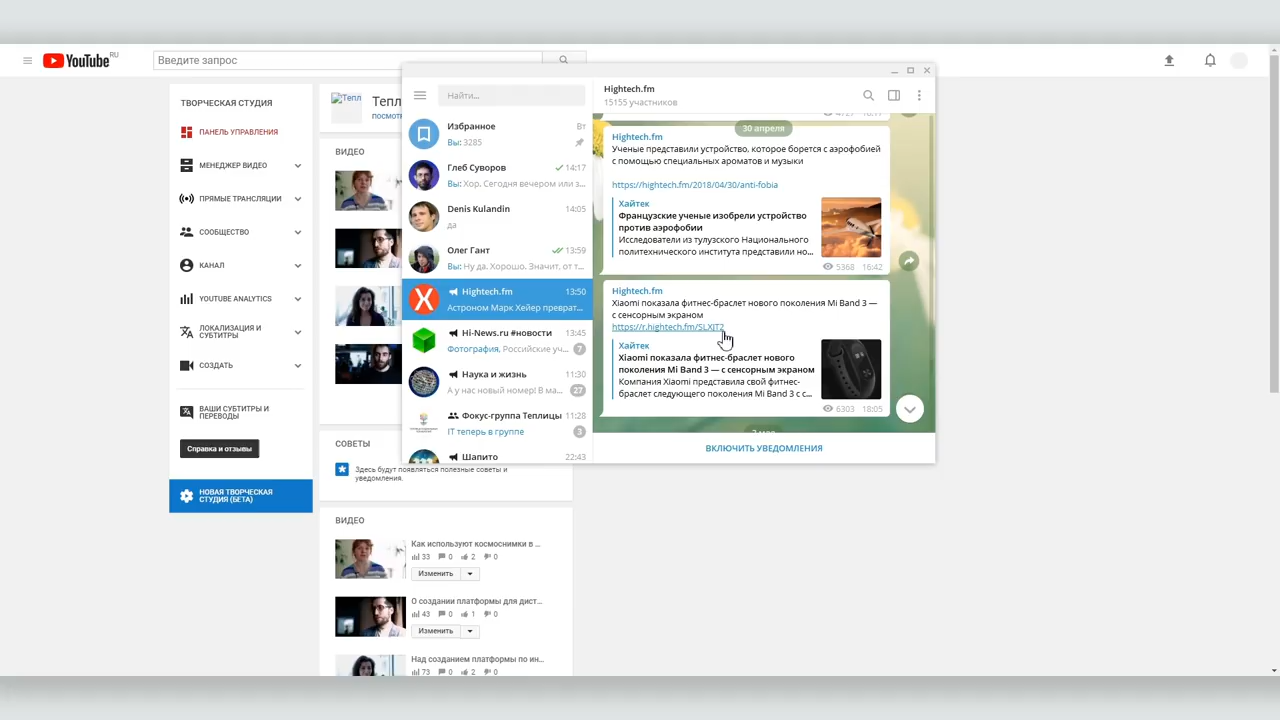 YouTube RU
Введите запрос
ТВОРЧЕСКАЯ СТУДИЯ
ПАНЕЛЬ УПРАВЛЕНИЯ
МЕНЕДЖЕР ВИДЕО
ПРЯМЫЕ ТРАНСЛЯЦИИ
СООБЩЕСТВО
КАНАЛ
YOUTUBE ANALYTICS
ЛОКАЛИЗАЦИЯ И
СУБТИТРЫ
СОЗДАТЬ
ВАШИ СУБТИТРЫ И
ПЕРЕВОДЫ
Справка и отзывы
НОВАЯ ТВОРЧЕСКАЯ
СТУДИЯ (БЕТА)
Тепл
Тепл
посмот
ВИДЕО
СОВЕТЫ
Здесь будут появляться полезные советы и
уведомления.
ВИДЕО
Как используют космоснимки в ...
33 0 2 0
Изменить
О создании платформы для дист...
43 0 1 0
Изменить
Над созданием платформы по ин...
73 0 2 0
Найти...
Избранное Вт
Вы: 3285
Глеб Суворов 14:17
Вы: Хор. Сегодня вечером или з...
Denis Kulandin 14:05
да
Олег Гант 13:59
Вы: Ну да. Хорошо. Значит, от т...
Hightech.fm 13:50
Астроном Марк Хейер преврат...
Hi-News.ru #новости 13:45
Фотография, Российские уч... 7
Наука и жизнь 11:30
А у нас новый номер! В ма... 27
Фокус-группа Теплицы 11:28
IT теперь в группе 3
Шапито 22:43
Hightech.fm
15155 участников
30 апреля
Hightech.fm
Ученые представили устройство, которое борется с аэрофобией
с помощью специальных ароматов и музыки
https://hightech.fm/2018/04/30/anti-fobia
Хайтек
Французские ученые изобрели устройство
против аэрофобии
Исследователи из тулузского Национального
политехнического института представили но...
5368 16:42
Hightech.fm
Xiaomi показала фитнес-браслет нового поколения Mi Band 3 —
с сенсорным экраном
https://r.hightech.fm/SLXJT2
Хайтек
Xiaomi показала фитнес-браслет нового
поколения Mi Band 3 — с сенсорным экраном
Компания Xiaomi представила свой фитнес-
браслет следующего поколения Mi Band 3 с с...
6303 18:05
ВКЛЮЧИТЬ УВЕДОМЛЕНИЯ